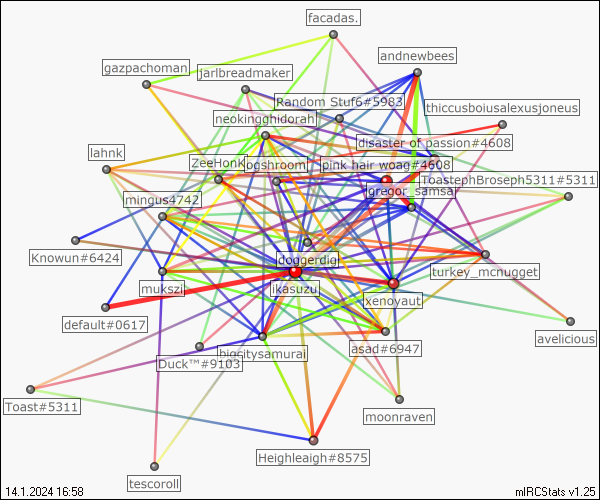 facadas.
andnewbees
gazpachoman
jarlbreadmaker
Random Stuf6#5983
thiccusboiusalexusjoneus
neokingghidorah
disaster of passion#4608
lahnk
ZeeHonk
ogshroom
pink hair woag#4608
ToastephBroseph5311#5311
gregor_samsa
mingus4742
Knowun#6424
doggerdig
turkey_mcnugget
mukszi
ikasuzu
xenoyaut
default#0617
avelicious
bigcitysamurai
asad#6947
Duck™#9103
Toast#5311
moonraven
Heighleaigh#8575
tescoroll
14.1.2024 16:58
mIRCStats v1.25